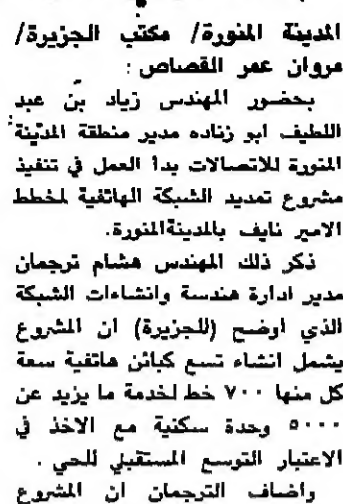 المدينة المنورة/ مكتب الجزيرة/
مروان عمر القصاص :
بحضور المهندس زياد بن عبد
اللطيف ابو زناده مدير منطقة المدينة
المنورة للاتصالات بدأ العمل في تنفيذ
مشروع تمديد الشبكة الهاتفية لمخطط
الامير نايف بالمدينةالمنورة.
ذكر ذلك المهندس هشام ترجمان
مدير ادارة هندسة وانشاءات الشبكة
الذي اوضح (للجزيرة) ان المشروع
يشمل انشاء تسع كبائن هاتفية سعة
كل منها ٧٠٠ خط لخدمة ما يزيد عن
٥٠٠٠ وحدة سكنية مع الاخذ في
الاعتبار التوسع المستقبلي للحي .
واضاف الترجمان ان المشروع